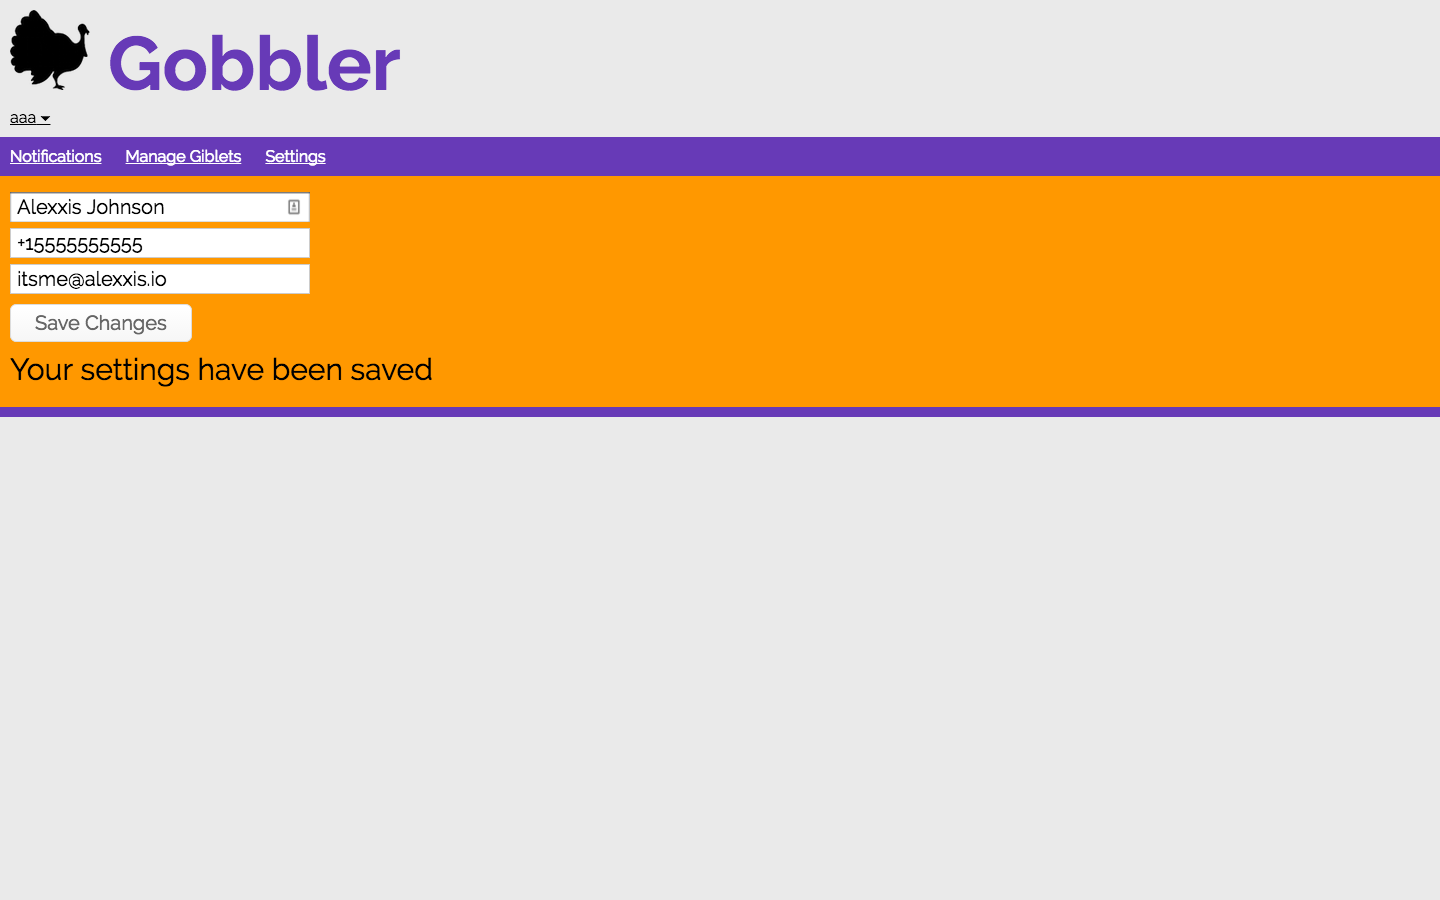 Gobbler
aaa
Notifications Manage Giblets Settings
Alexxis Johnson
+15555555555
itsme@alexxis.io
Save Changes
Your settings have been saved